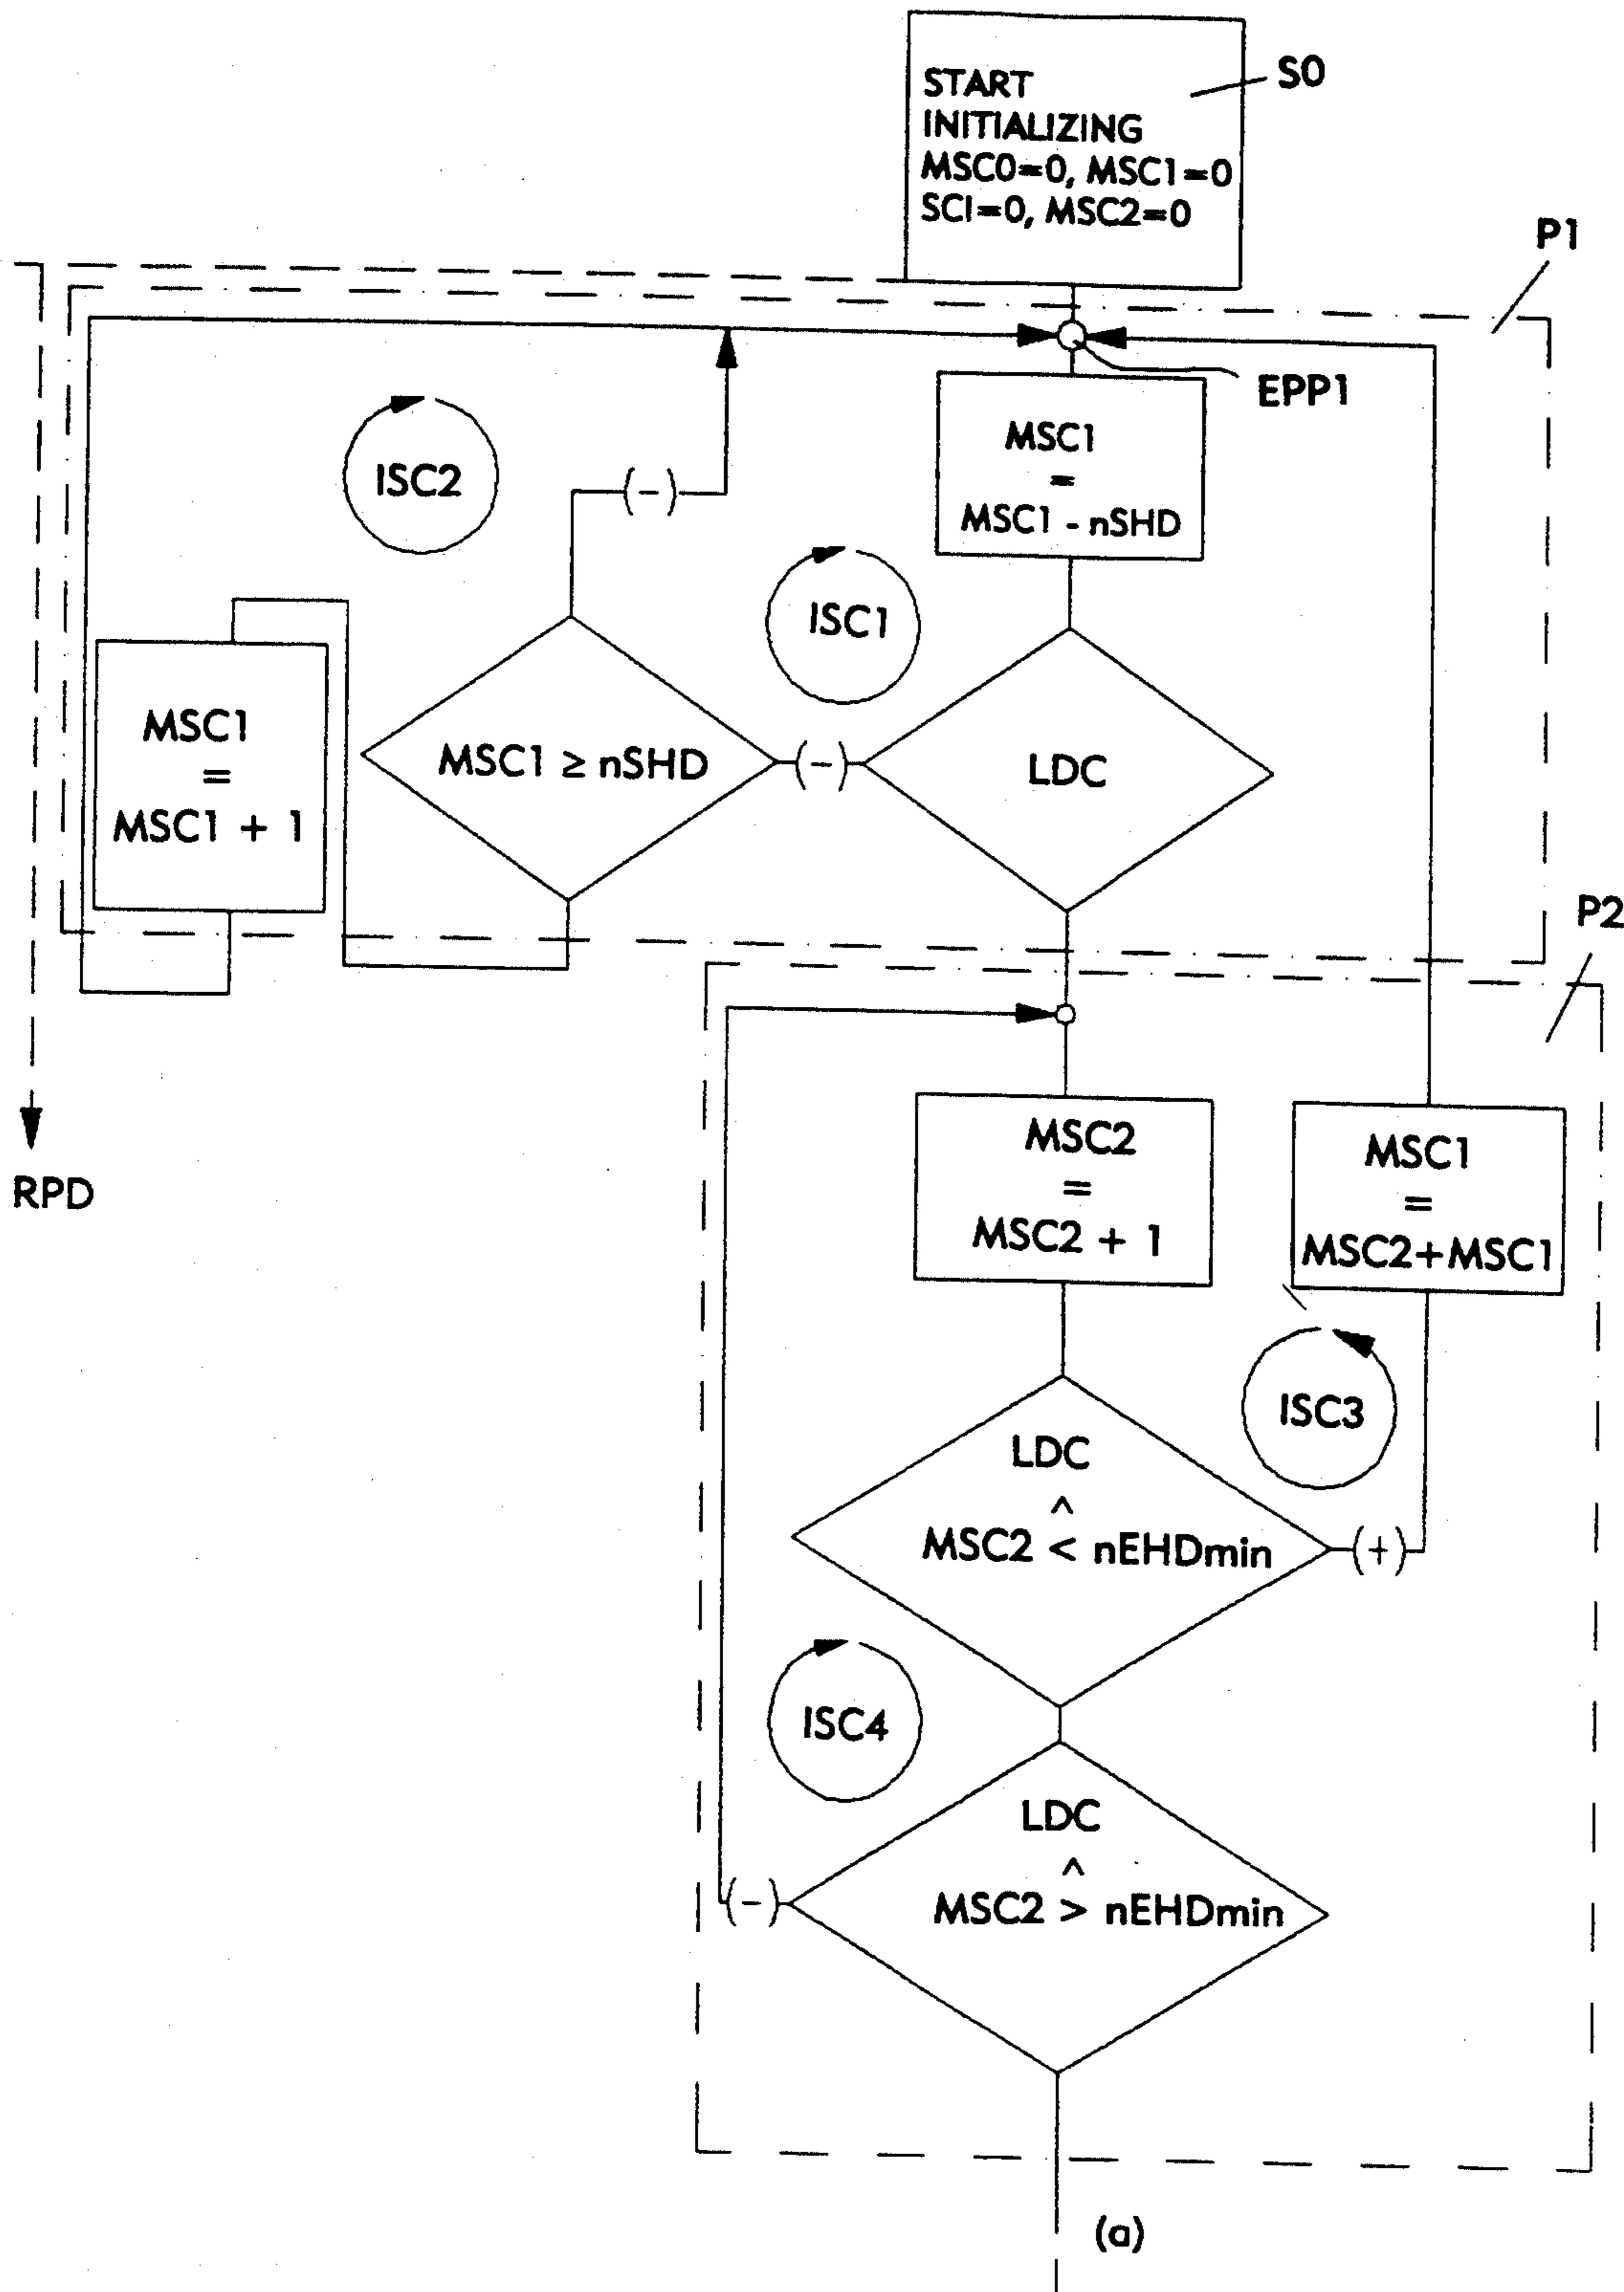 START
INITIALIZING
MSC0=0, MSC1=0
SCI=0, MSC2=0
S0
P1
EPP1
MSC1
=
MSC1 - nSHD
ISC2
(-)
ISC1
MSC1
=
MSC1 + 1
MSC1 ≥ nSHD
(-)
LDC
P2
RPD
MSC2
=
MSC2 + 1
MSC1
=
MSC2+MSC1
ISC3
LDC
^
MSC2 < nEHDmin
(+)
ISC4
LDC
^
MSC2 > nEHDmin
(-)
(a)